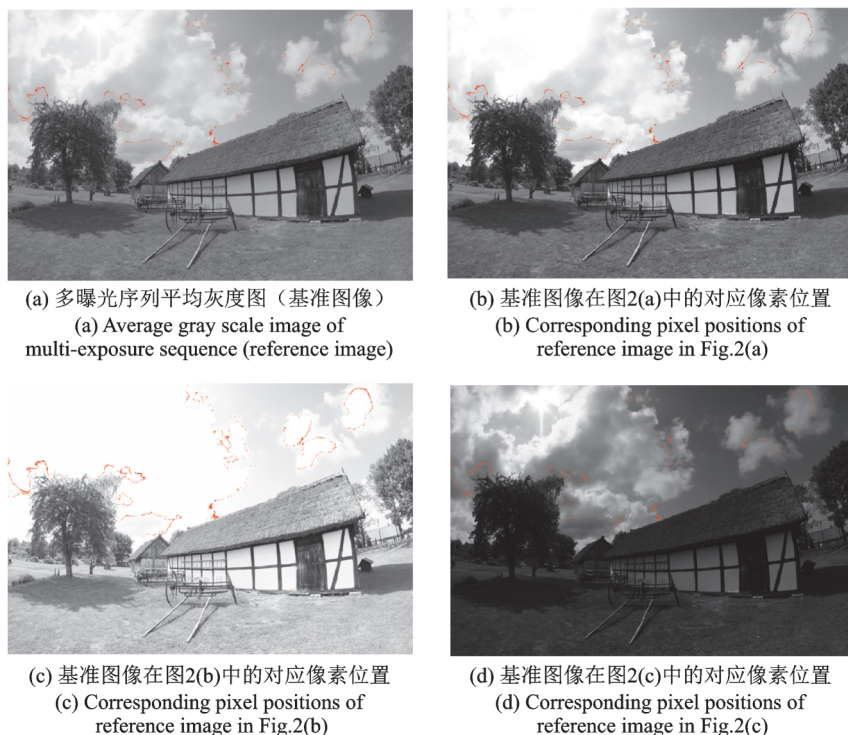 (a) 多曝光序列平均灰度图（基准图像）
(a) Average gray scale image of
multi-exposure sequence (reference image)
(b) 基准图像在图2(a)中的对应像素位置
(b) Corresponding pixel positions of
reference image in Fig.2(a)
(c) 基准图像在图2(b)中的对应像素位置
(c) Corresponding pixel positions of
reference image in Fig.2(b)
(d) 基准图像在图2(c)中的对应像素位置
(d) Corresponding pixel positions of
reference image in Fig.2(c)